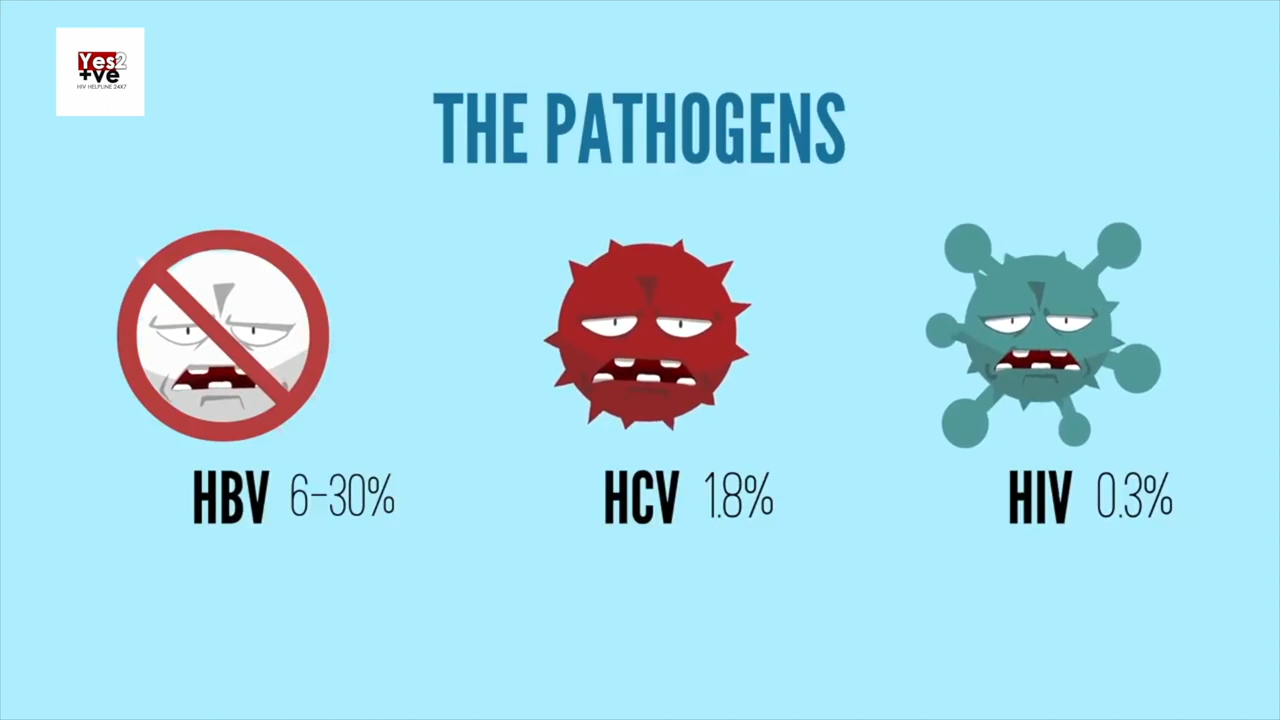 Yes2
+ve
HIV HELPLINE 24X7
THE PATHOGENS
HBV 6-30%
HCV 1.8%
HIV 0.3%